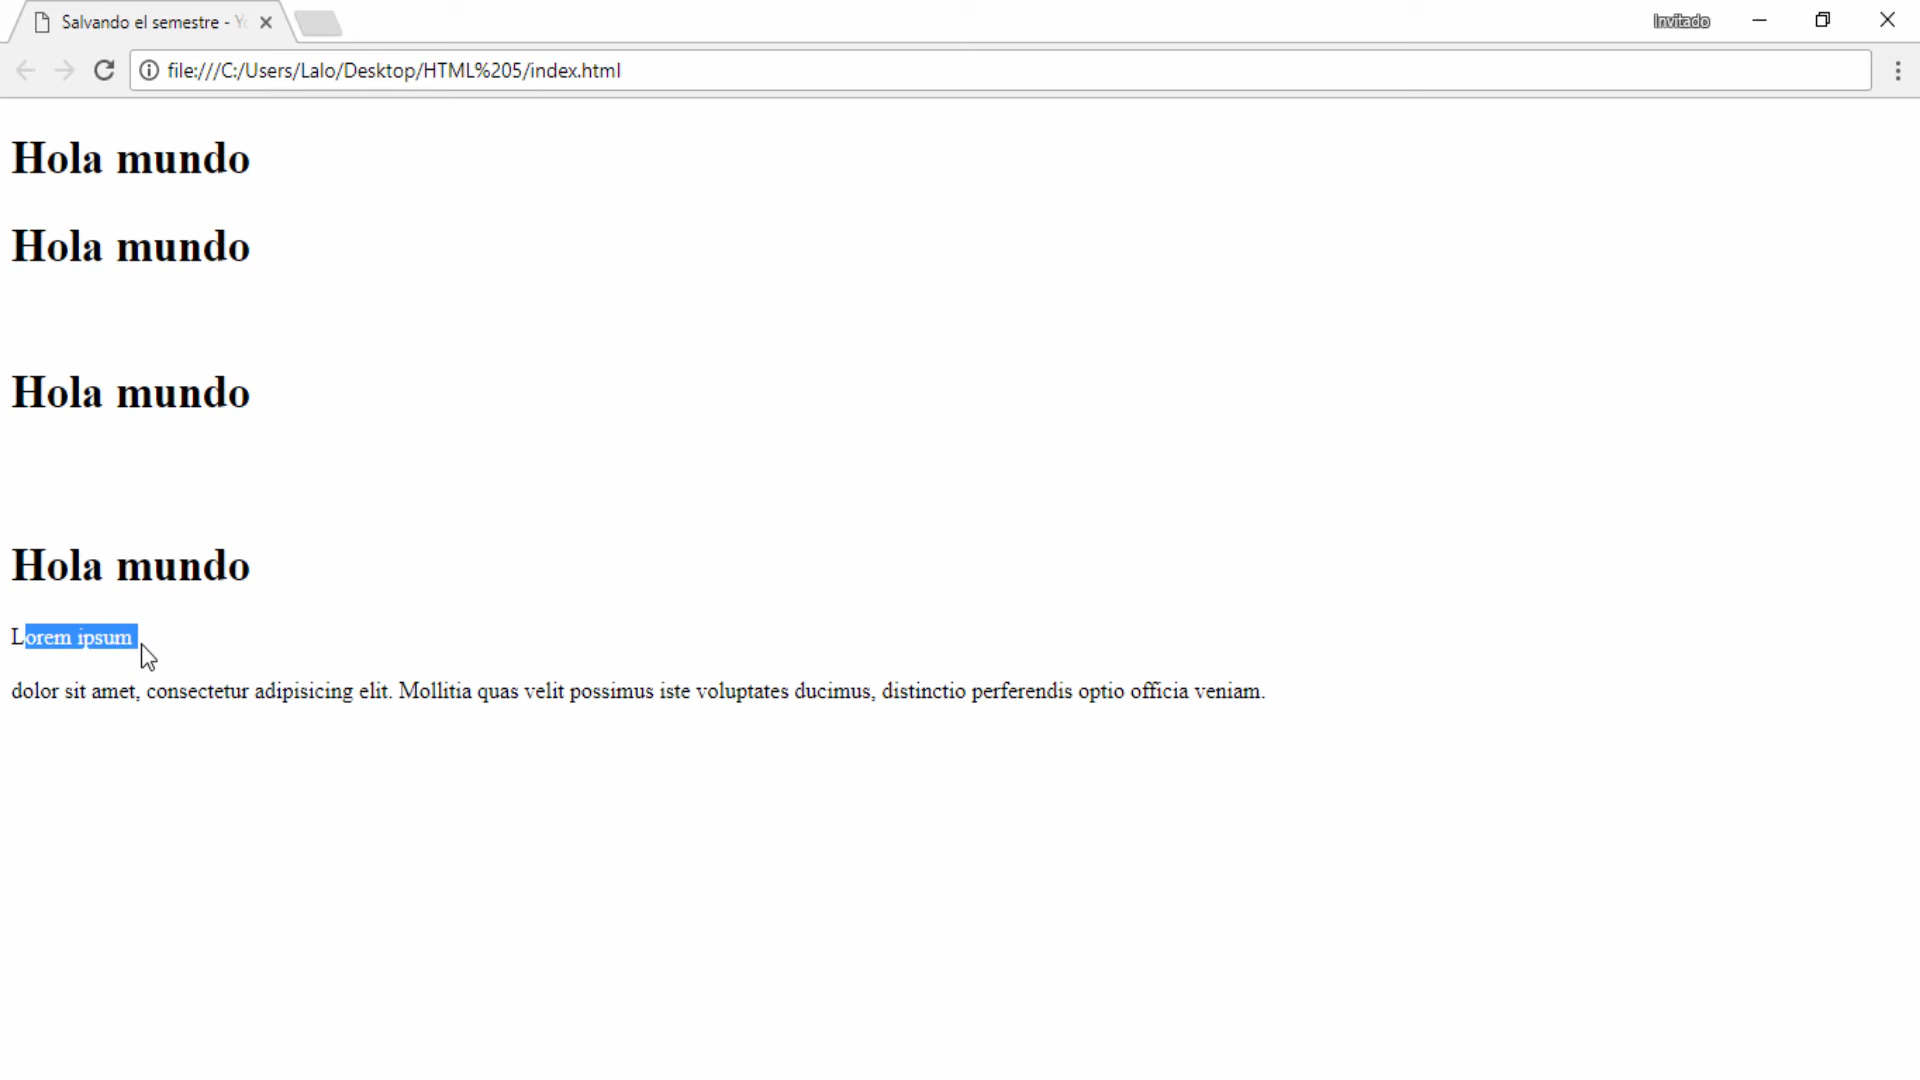 Salvando el semestre -
Invitado
file:///C:/Users/Lalo/Desktop/HTML%205/index.html
Hola mundo
Hola mundo
Hola mundo
Hola mundo
Lorem ipsum
dolor sit amet, consectetur adipisicing elit. Mollitia quas velit possimus iste voluptates ducimus, distinctio perferendis optio officia veniam.